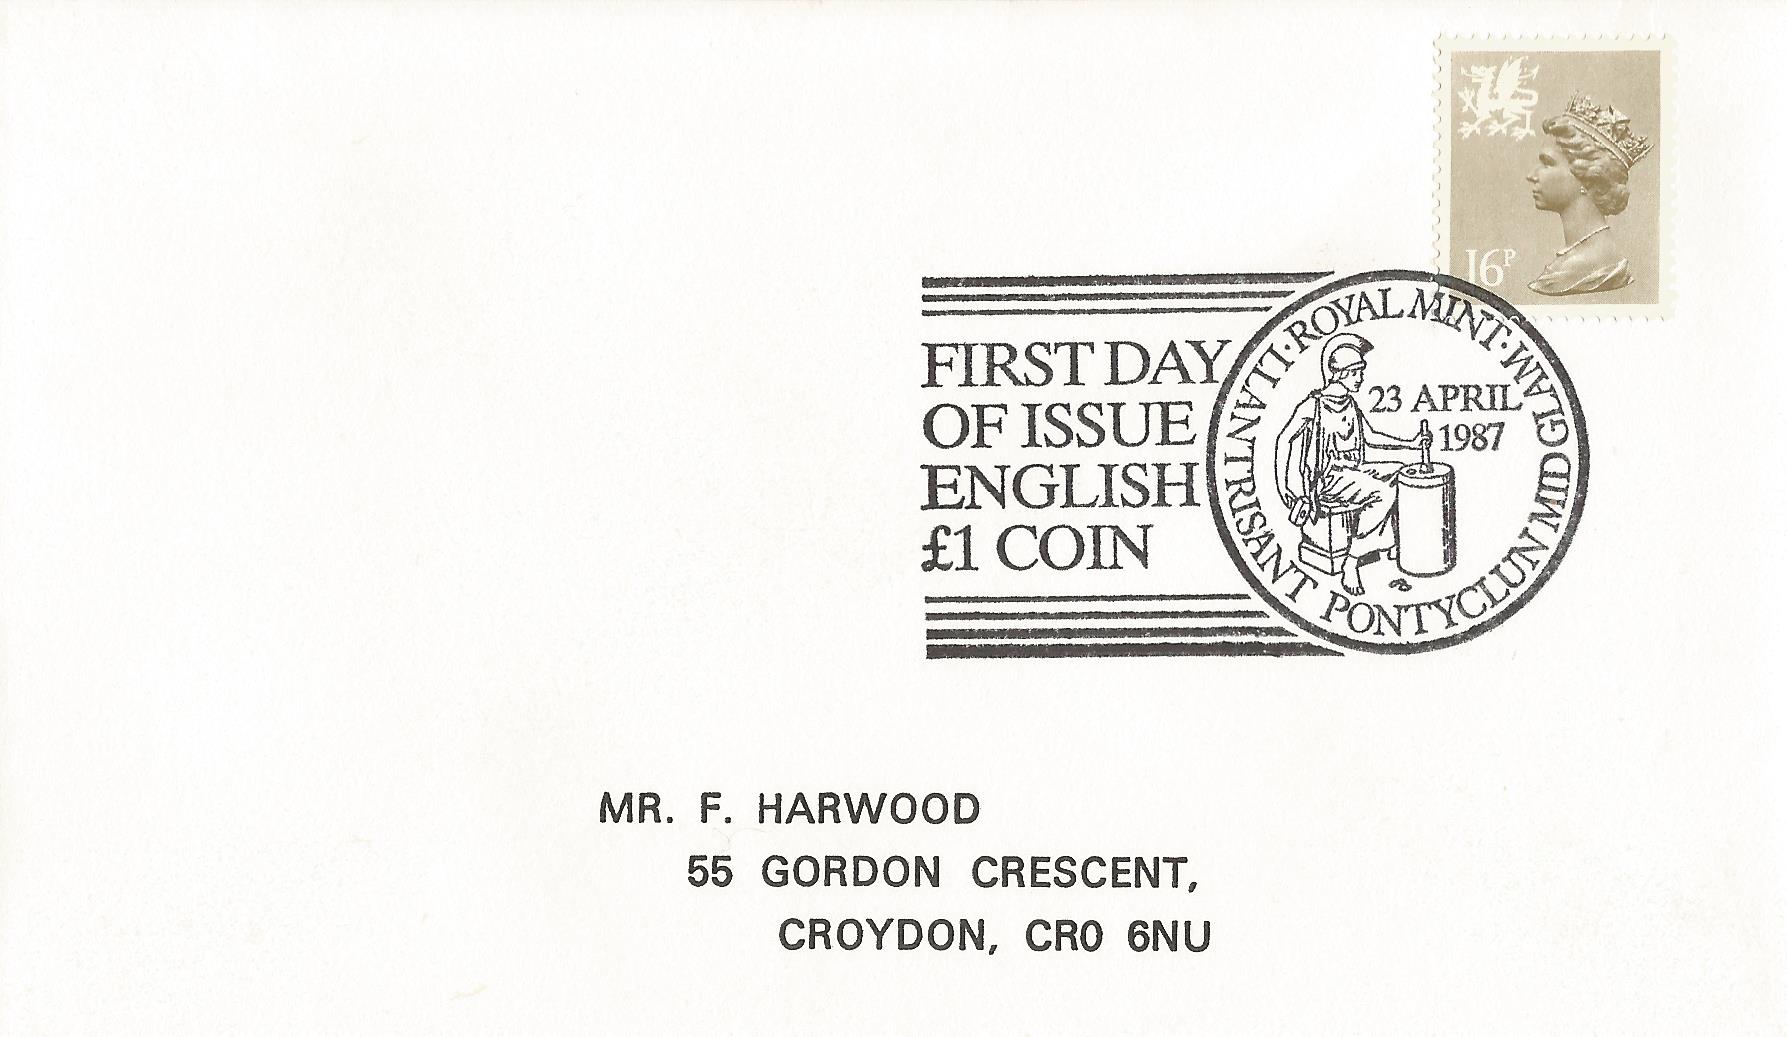 16P
FIRST DAY
OF ISSUE
ENGLISH
£1 COIN
LLANTRISANT · ROYAL MINT · MID GLAM PONTYCLUN
23 APRIL
1987
MR. F. HARWOOD
55 GORDON CRESCENT,
CROYDON, CR0 6NU